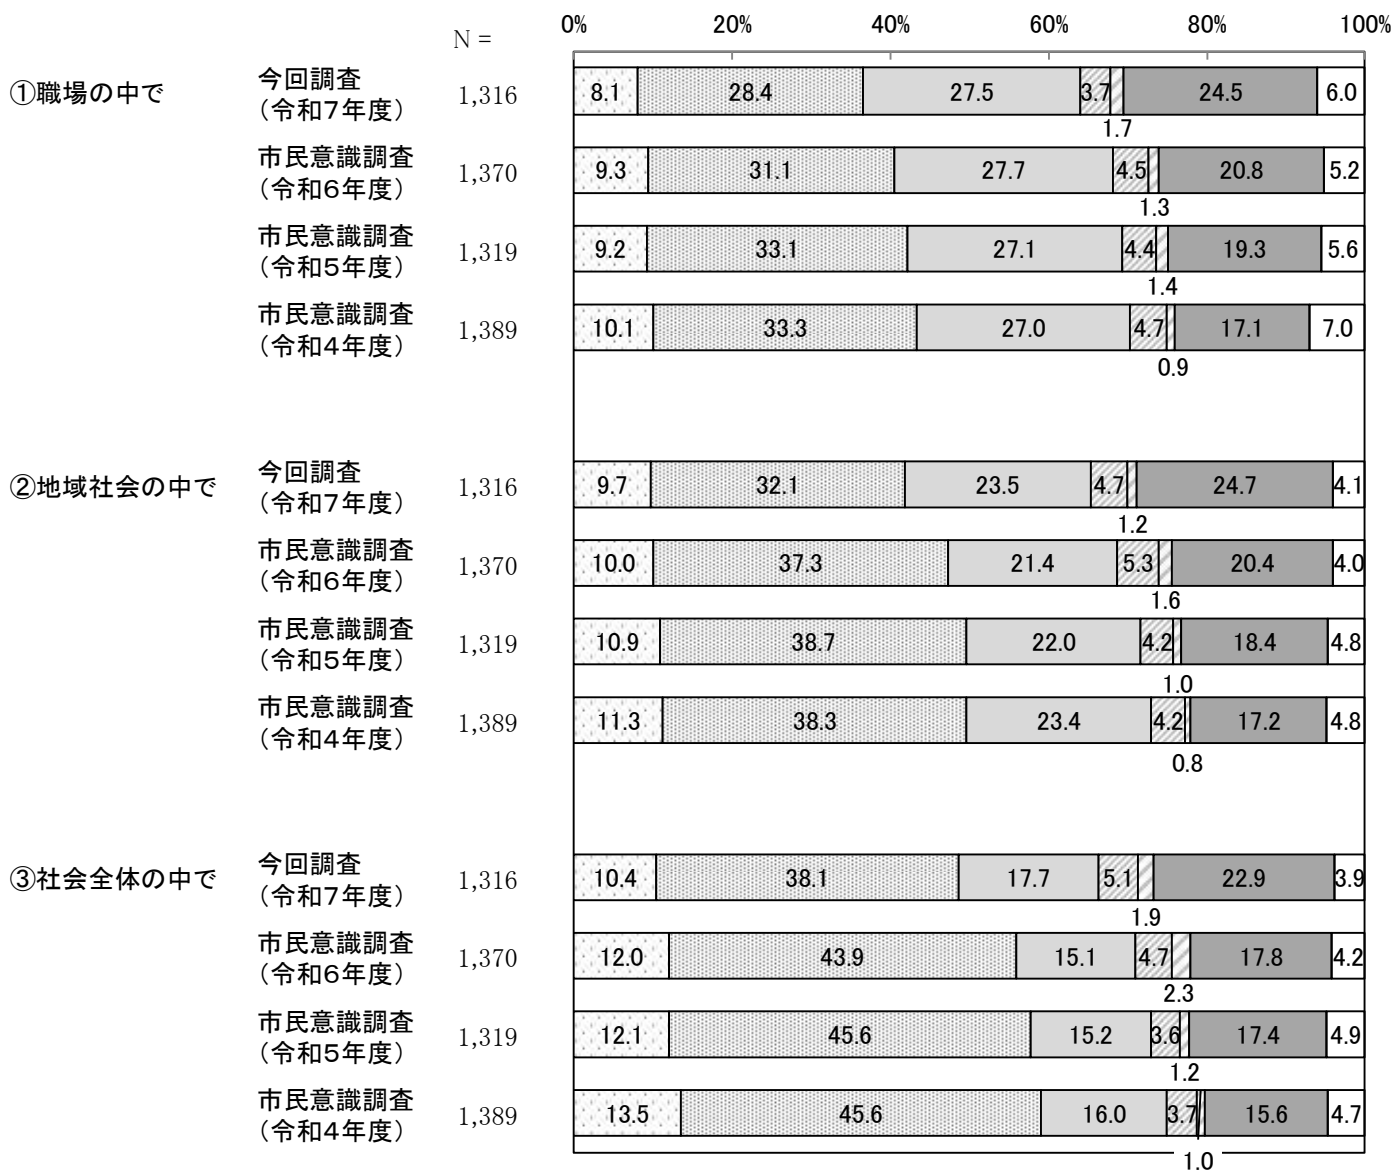 0% 20% 40% 60% 80% 100%
N =
①職場の中で
今回調査
（令和7年度）
1,316
8.1 28.4 27.5 3.7 24.5 6.0
1.7
市民意識調査
（令和6年度）
1,370
9.3 31.1 27.7 4.5 20.8 5.2
1.3
市民意識調査
（令和5年度）
1,319
9.2 33.1 27.1 4.4 19.3 5.6
1.4
市民意識調査
（令和4年度）
1,389
10.1 33.3 27.0 4.7 17.1 7.0
0.9
②地域社会の中で
今回調査
（令和7年度）
1,316
9.7 32.1 23.5 4.7 24.7 4.1
1.2
市民意識調査
（令和6年度）
1,370
10.0 37.3 21.4 5.3 20.4 4.0
1.6
市民意識調査
（令和5年度）
1,319
10.9 38.7 22.0 4.2 18.4 4.8
1.0
市民意識調査
（令和4年度）
1,389
11.3 38.3 23.4 4.2 17.2 4.8
0.8
③社会全体の中で
今回調査
（令和7年度）
1,316
10.4 38.1 17.7 5.1 22.9 3.9
1.9
市民意識調査
（令和6年度）
1,370
12.0 43.9 15.1 4.7 17.8 4.2
2.3
市民意識調査
（令和5年度）
1,319
12.1 45.6 15.2 3.6 17.4 4.9
1.2
市民意識調査
（令和4年度）
1,389
13.5 45.6 16.0 3.7 15.6 4.7
1.0